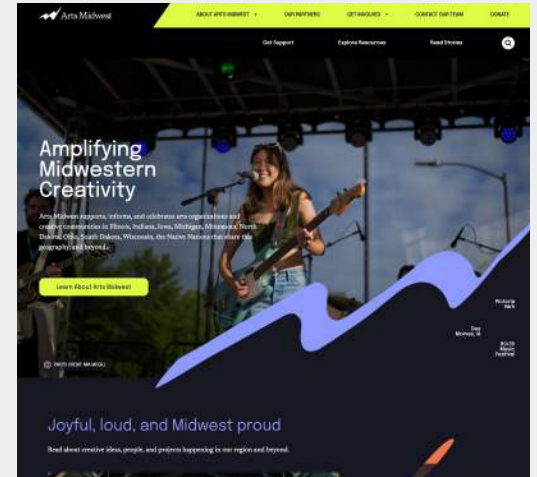 Arts Midwest
ABOUT ARTS MIDWEST
OUR PARTNERS
GET INVOLVED
CONTACT OUR TEAM
DONATE
Get Support
Explore Resources
Read Stories
Amplifying
Midwestern
Creativity
Arts Midwest supports, informs, and celebrates arts organizations and
creative communities in Illinois, Indiana, Iowa, Michigan, Minnesota, North
Dakota, Ohio, South Dakota, Wisconsin, the Native Nations that share this
geography, and beyond.
Learn About Arts Midwest
Des
Moines, IA
80/35
Music
Festival
Joyful, loud, and Midwest proud
Read about creative ideas, people, and projects happening in our region and beyond.